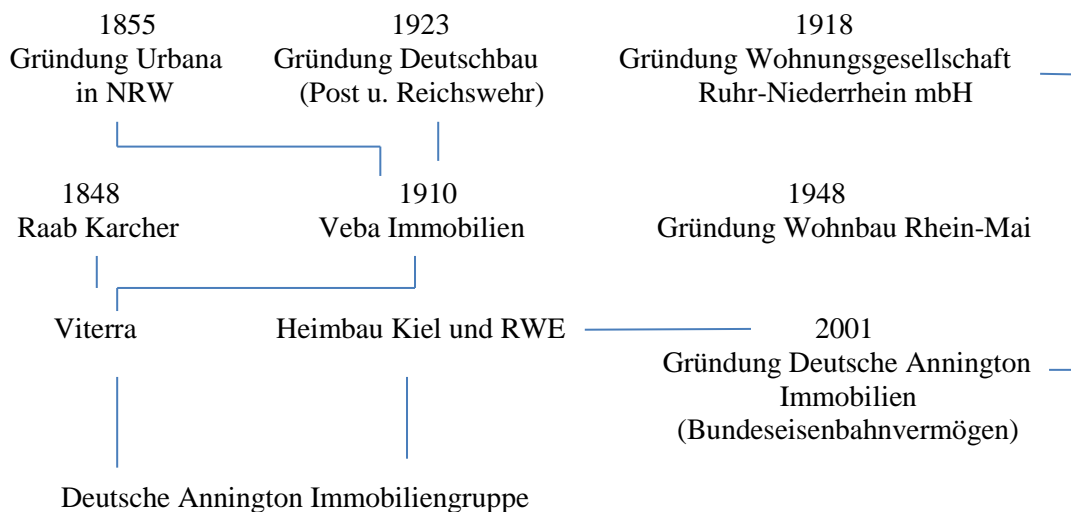 1855
Gründung Urbana
in NRW
1923
Gründung Deutschbau
(Post u. Reichswehr)
1918
Gründung Wohnungsgesellschaft
Ruhr-Niederrhein mbH
1848
Raab Karcher
1910
Veba Immobilien
1948
Gründung Wohnbau Rhein-Mai
Viterra
Heimbau Kiel und RWE
2001
Gründung Deutsche Annington
Immobilien
(Bundeseisenbahnvermögen)
Deutsche Annington Immobiliengruppe